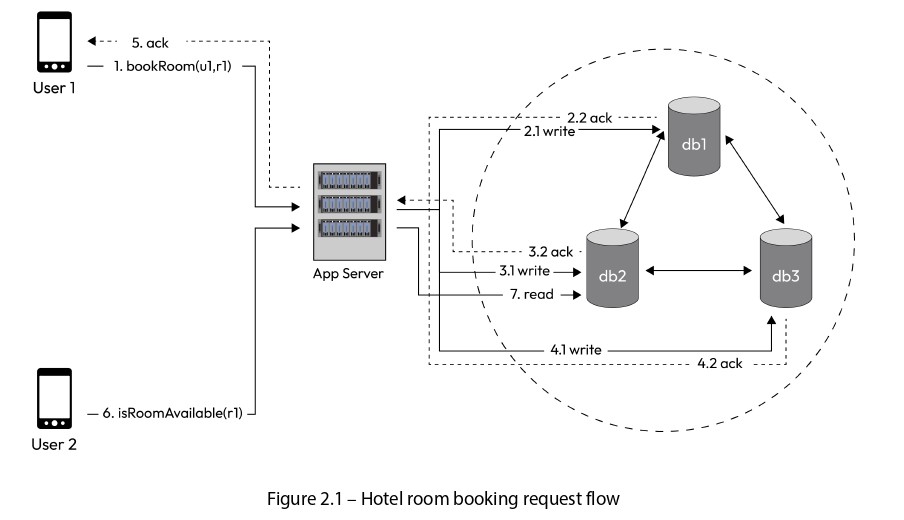 5. ack
1. bookRoom(u1,r1)
User 1
2.2 ack
2.1 write
db1
App Server
3.2 ack
3.1 write
7. read
db2
db3
4.1 write
4.2 ack
6. isRoomAvailable(r1)
User 2
Figure 2.1 – Hotel room booking request flow